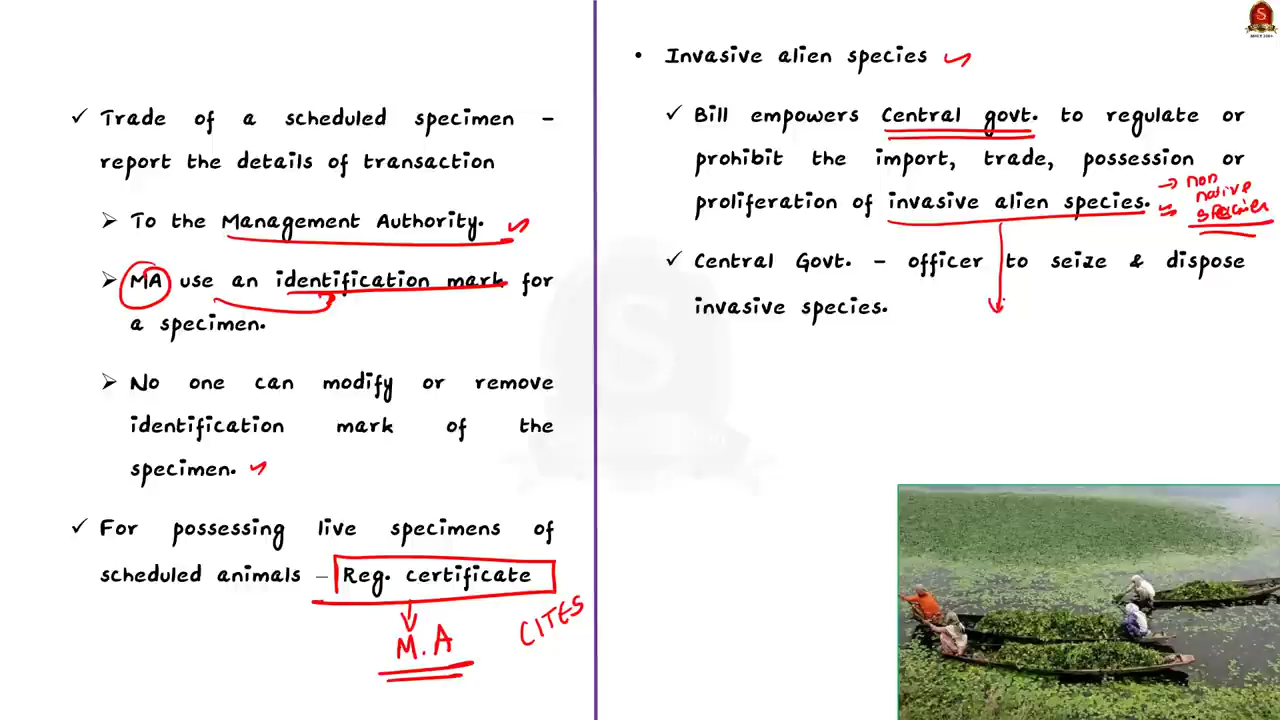 ✓ Trade of a scheduled specimen –
report the details of transaction
➢ To the Management Authority.
➢ MA use an identification mark for
a specimen.
➢ No one can modify or remove
identification mark of the
specimen.
✓ For possessing live specimens of
scheduled animals – Reg. certificate
M.A
CITES
• Invasive alien species
✓ Bill empowers Central govt. to regulate or
prohibit the import, trade, possession or
proliferation of invasive alien species.
→ non
native
species
✓ Central Govt. – officer to seize & dispose
invasive species.